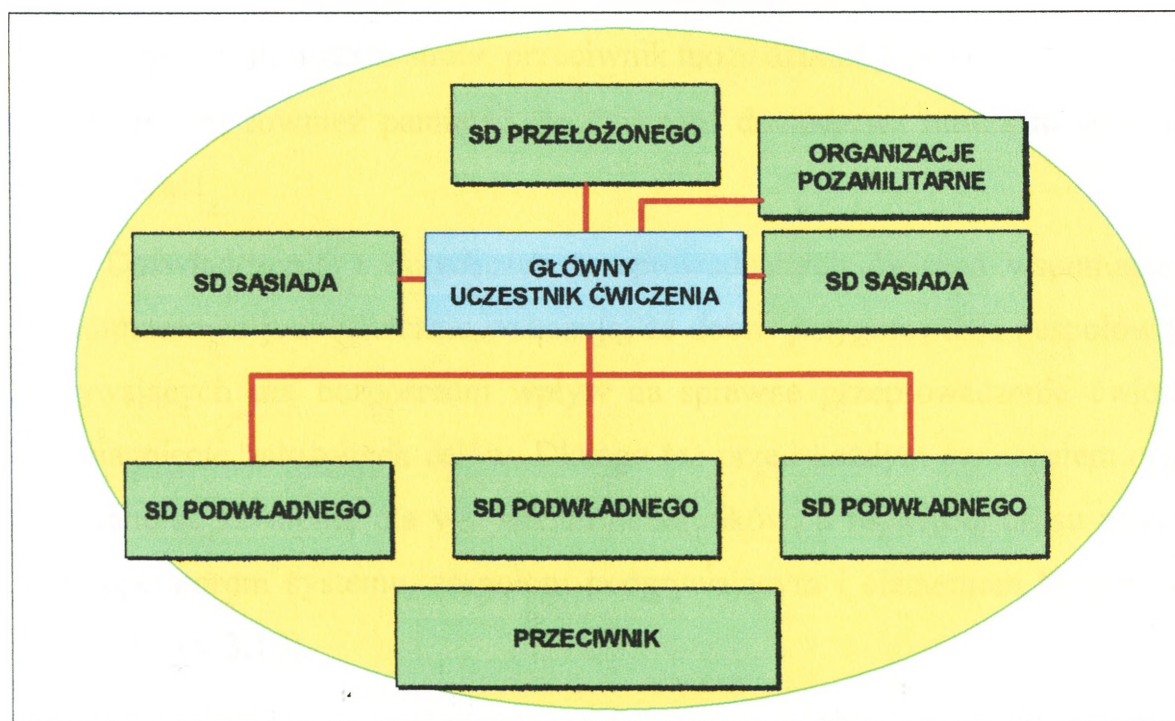 SD PRZEŁOŻONEGO
ORGANIZACJE
POZAMILITARNE
SD SĄSIADA
GŁÓWNY
UCZESTNIK ĆWICZENIA
SD SĄSIADA
SD PODWŁADNEGO
SD PODWŁADNEGO
SD PODWŁADNEGO
PRZECIWNIK